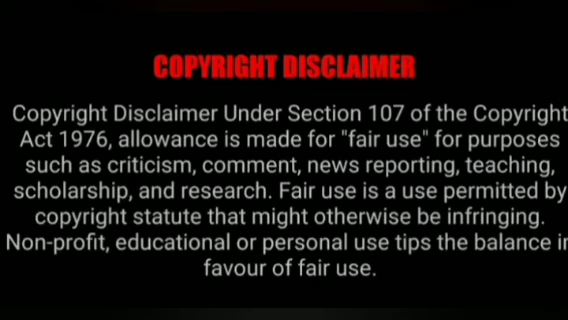 COPYRIGHT DISCLAIMER
Copyright Disclaimer Under Section 107 of the Copyright
Act 1976, allowance is made for "fair use" for purposes
such as criticism, comment, news reporting, teaching,
scholarship, and research. Fair use is a use permitted by
copyright statute that might otherwise be infringing.
Non-profit, educational or personal use tips the balance in
favour of fair use.